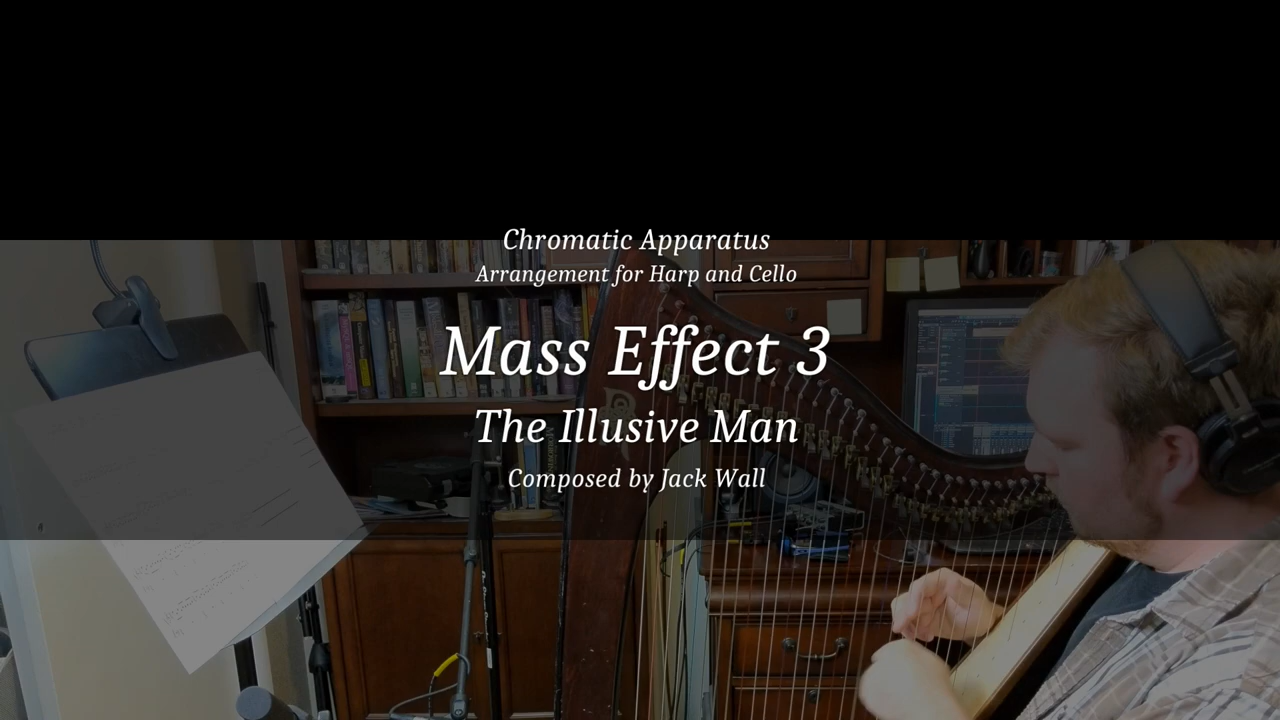 Chromatic Apparatus
Arrangement for Harp and Cello
Mass Effect 3
The Illusive Man
Composed by Jack Wall